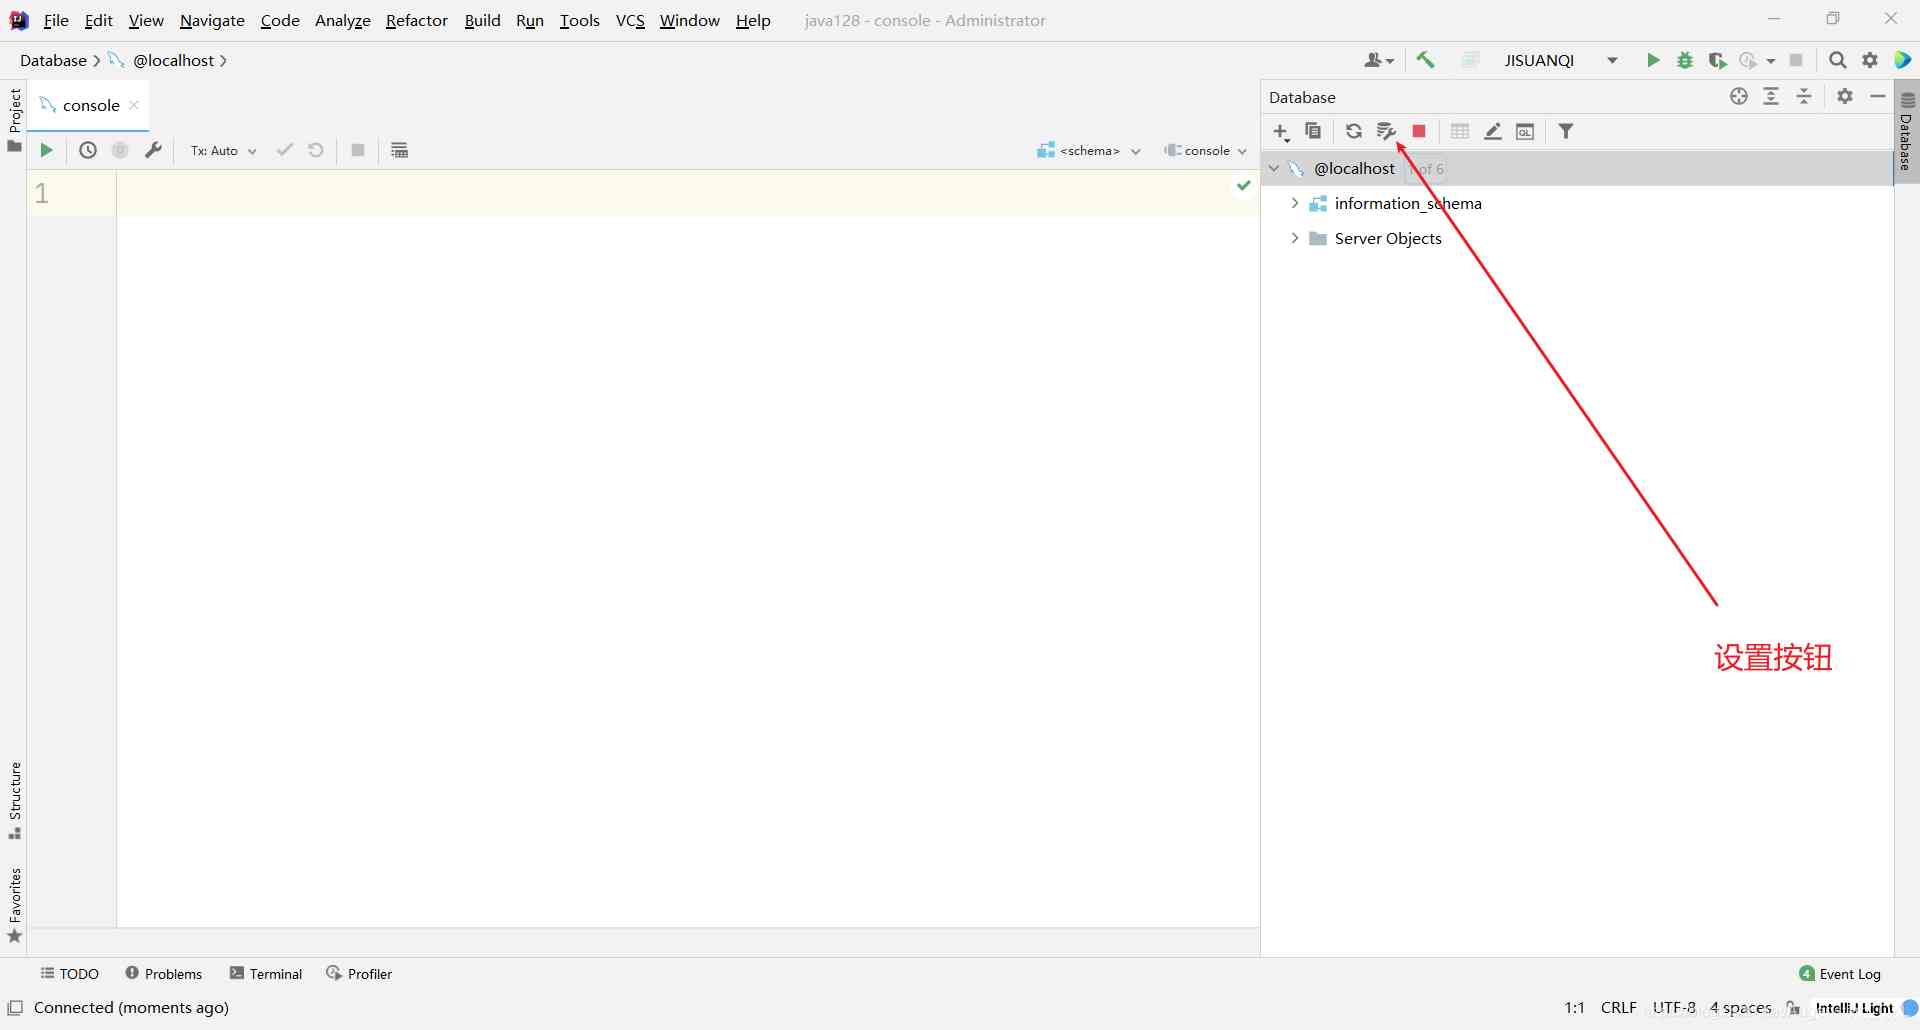 File Edit View Navigate Code Analyze Refactor Build Run Tools VCS Window Help java128 - console - Administrator
Database @localhost JISUANQI
Project
console
Database
Database
Tx: Auto <schema> console
1
@localhost 1 of 6
information_schema
Server Objects
设置按钮
Structure
Favorites
TODO Problems Terminal Profiler 4 Event Log
Connected (moments ago) 1:1 CRLF UTF-8 4 spaces IntelliJ Light